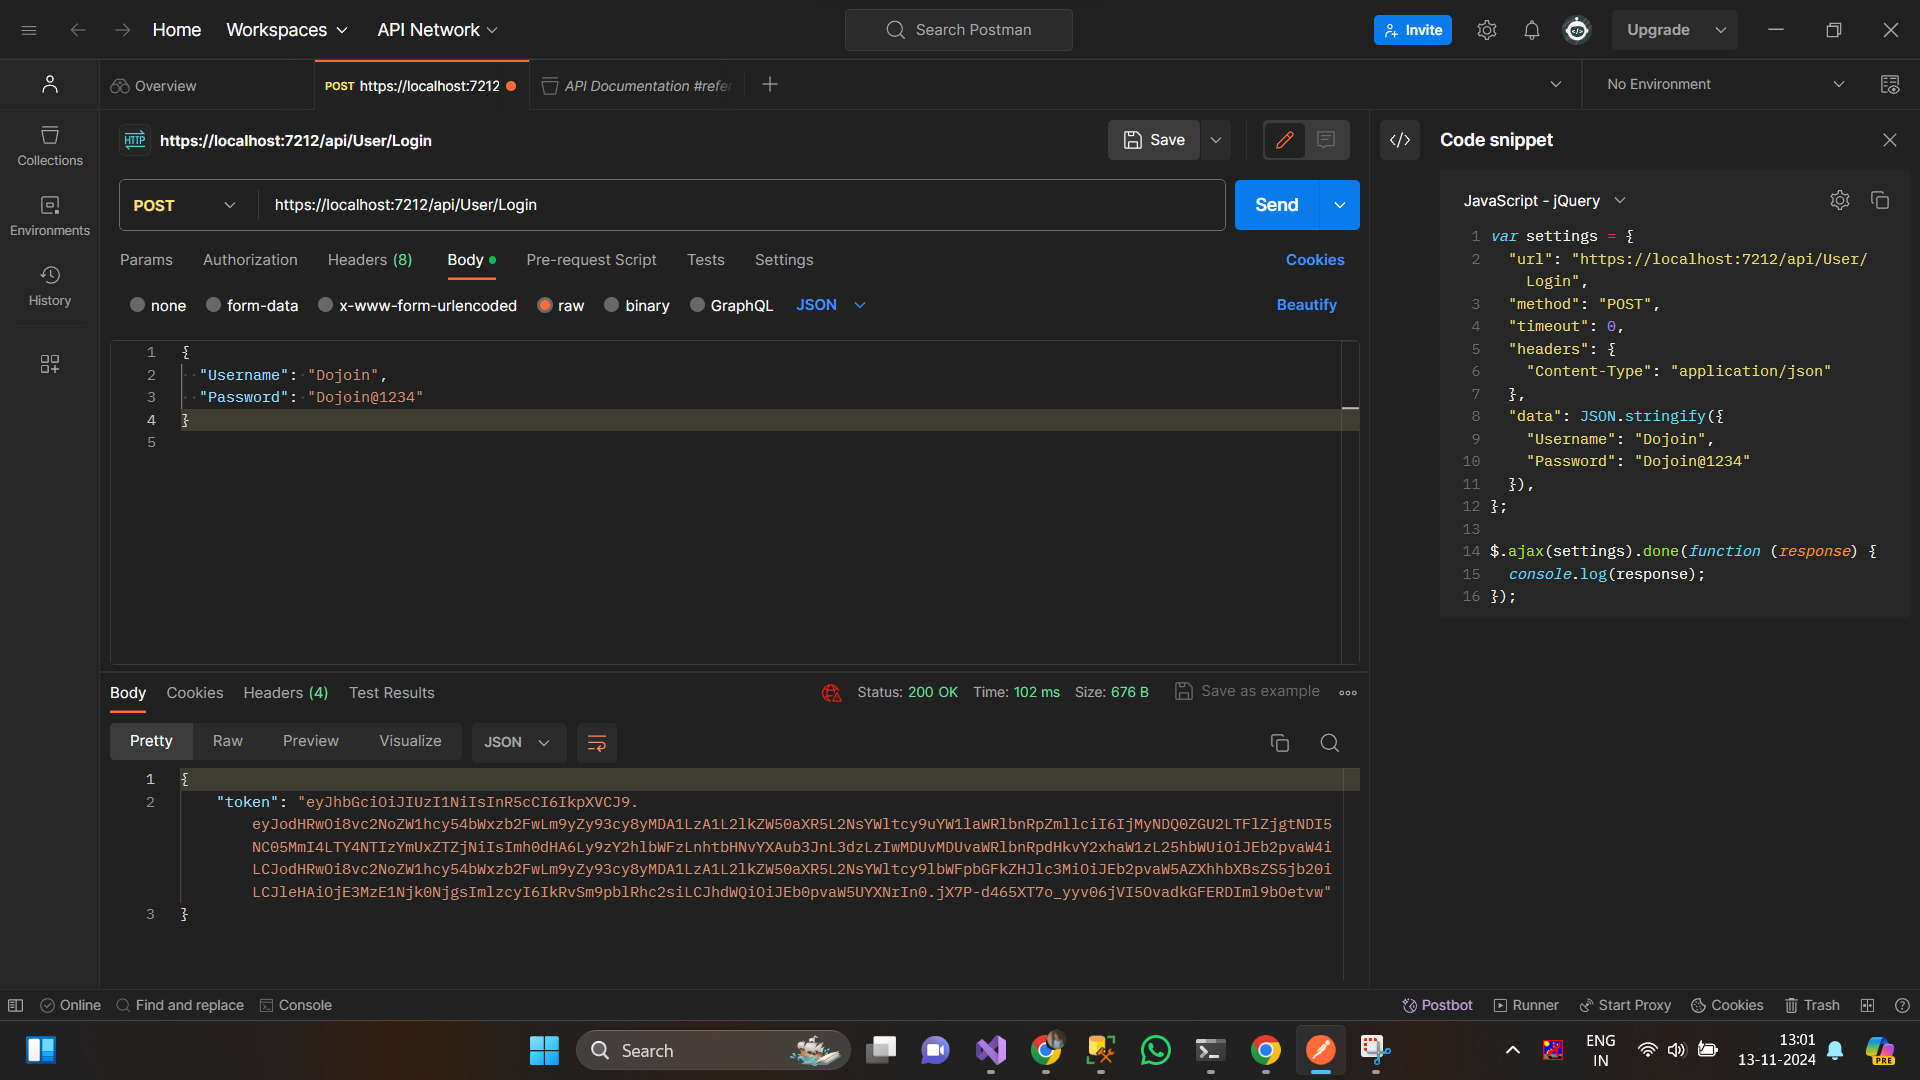 Home
Workspaces
API Network
Search Postman
Invite
Upgrade
Overview
POST https://localhost:7212
API Documentation #refer
No Environment
Collections
Environments
History
HTTP
https://localhost:7212/api/User/Login
Save
POST
https://localhost:7212/api/User/Login
Send
Params
Authorization
Headers (8)
Body
Pre-request Script
Tests
Settings
Cookies
none
form-data
x-www-form-urlencoded
raw
binary
GraphQL
JSON
Beautify
1 {
2 "Username": "Dojoin",
3 "Password": "Dojoin@1234"
4 }
5
Code snippet
JavaScript - jQuery
1 var settings = {
2 "url": "https://localhost:7212/api/User/
Login",
3 "method": "POST",
4 "timeout": 0,
5 "headers": {
6 "Content-Type": "application/json"
7 },
8 "data": JSON.stringify({
9 "Username": "Dojoin",
10 "Password": "Dojoin@1234"
11 }),
12 };
13
14 $.ajax(settings).done(function (response) {
15 console.log(response);
16 });
Body
Cookies
Headers (4)
Test Results
Status: 200 OK
Time: 102 ms
Size: 676 B
Save as example
Pretty
Raw
Preview
Visualize
JSON
1 {
2 "token": "eyJhbGciOiJIUzI1NiIsInR5cCI6IkpXVCJ9.
eyJodHRwOi8vc2NoZW1hcy54bWxzb2FwLm9yZy93cy8yMDA1LzA1L2lkZW50aXR5L2NsYWltcy9uYW1laWRlbnRpZmllciI6IjMyNDQ0ZGU2LTFlZjgtNDI5
NC05MmI4LTY4NTIzYmUxZTZjNiIsImh0dHA6Ly9zY2hlbWFzLnhtbHNvYXAub3JnL3dzLzIwMDUvMDUvaWRlbnRpdHkvY2xhaW1zL25hbWUiOiJEb2pvaW4i
LCJodHRwOi8vc2NoZW1hcy54bWxzb2FwLm9yZy93cy8yMDA1LzA1L2lkZW50aXR5L2NsYWltcy9lbWFpbGFkZHJlc3MiOiJEb2pvaW5AZXhhbXBsZS5jb20i
LCJleHAiOjE3MzE1Njk0NjgsImlzcyI6IkRvSm9pblRhc2siLCJhdWQiOiJEb0pvaW5UYXNrIn0.jX7P-d465XT7o_yyv06jVI5OvadkGFERDIml9bOetvw"
3 }
Online
Find and replace
Console
Postbot
Runner
Start Proxy
Cookies
Trash
Search
ENG
IN
13:01
13-11-2024
PRE